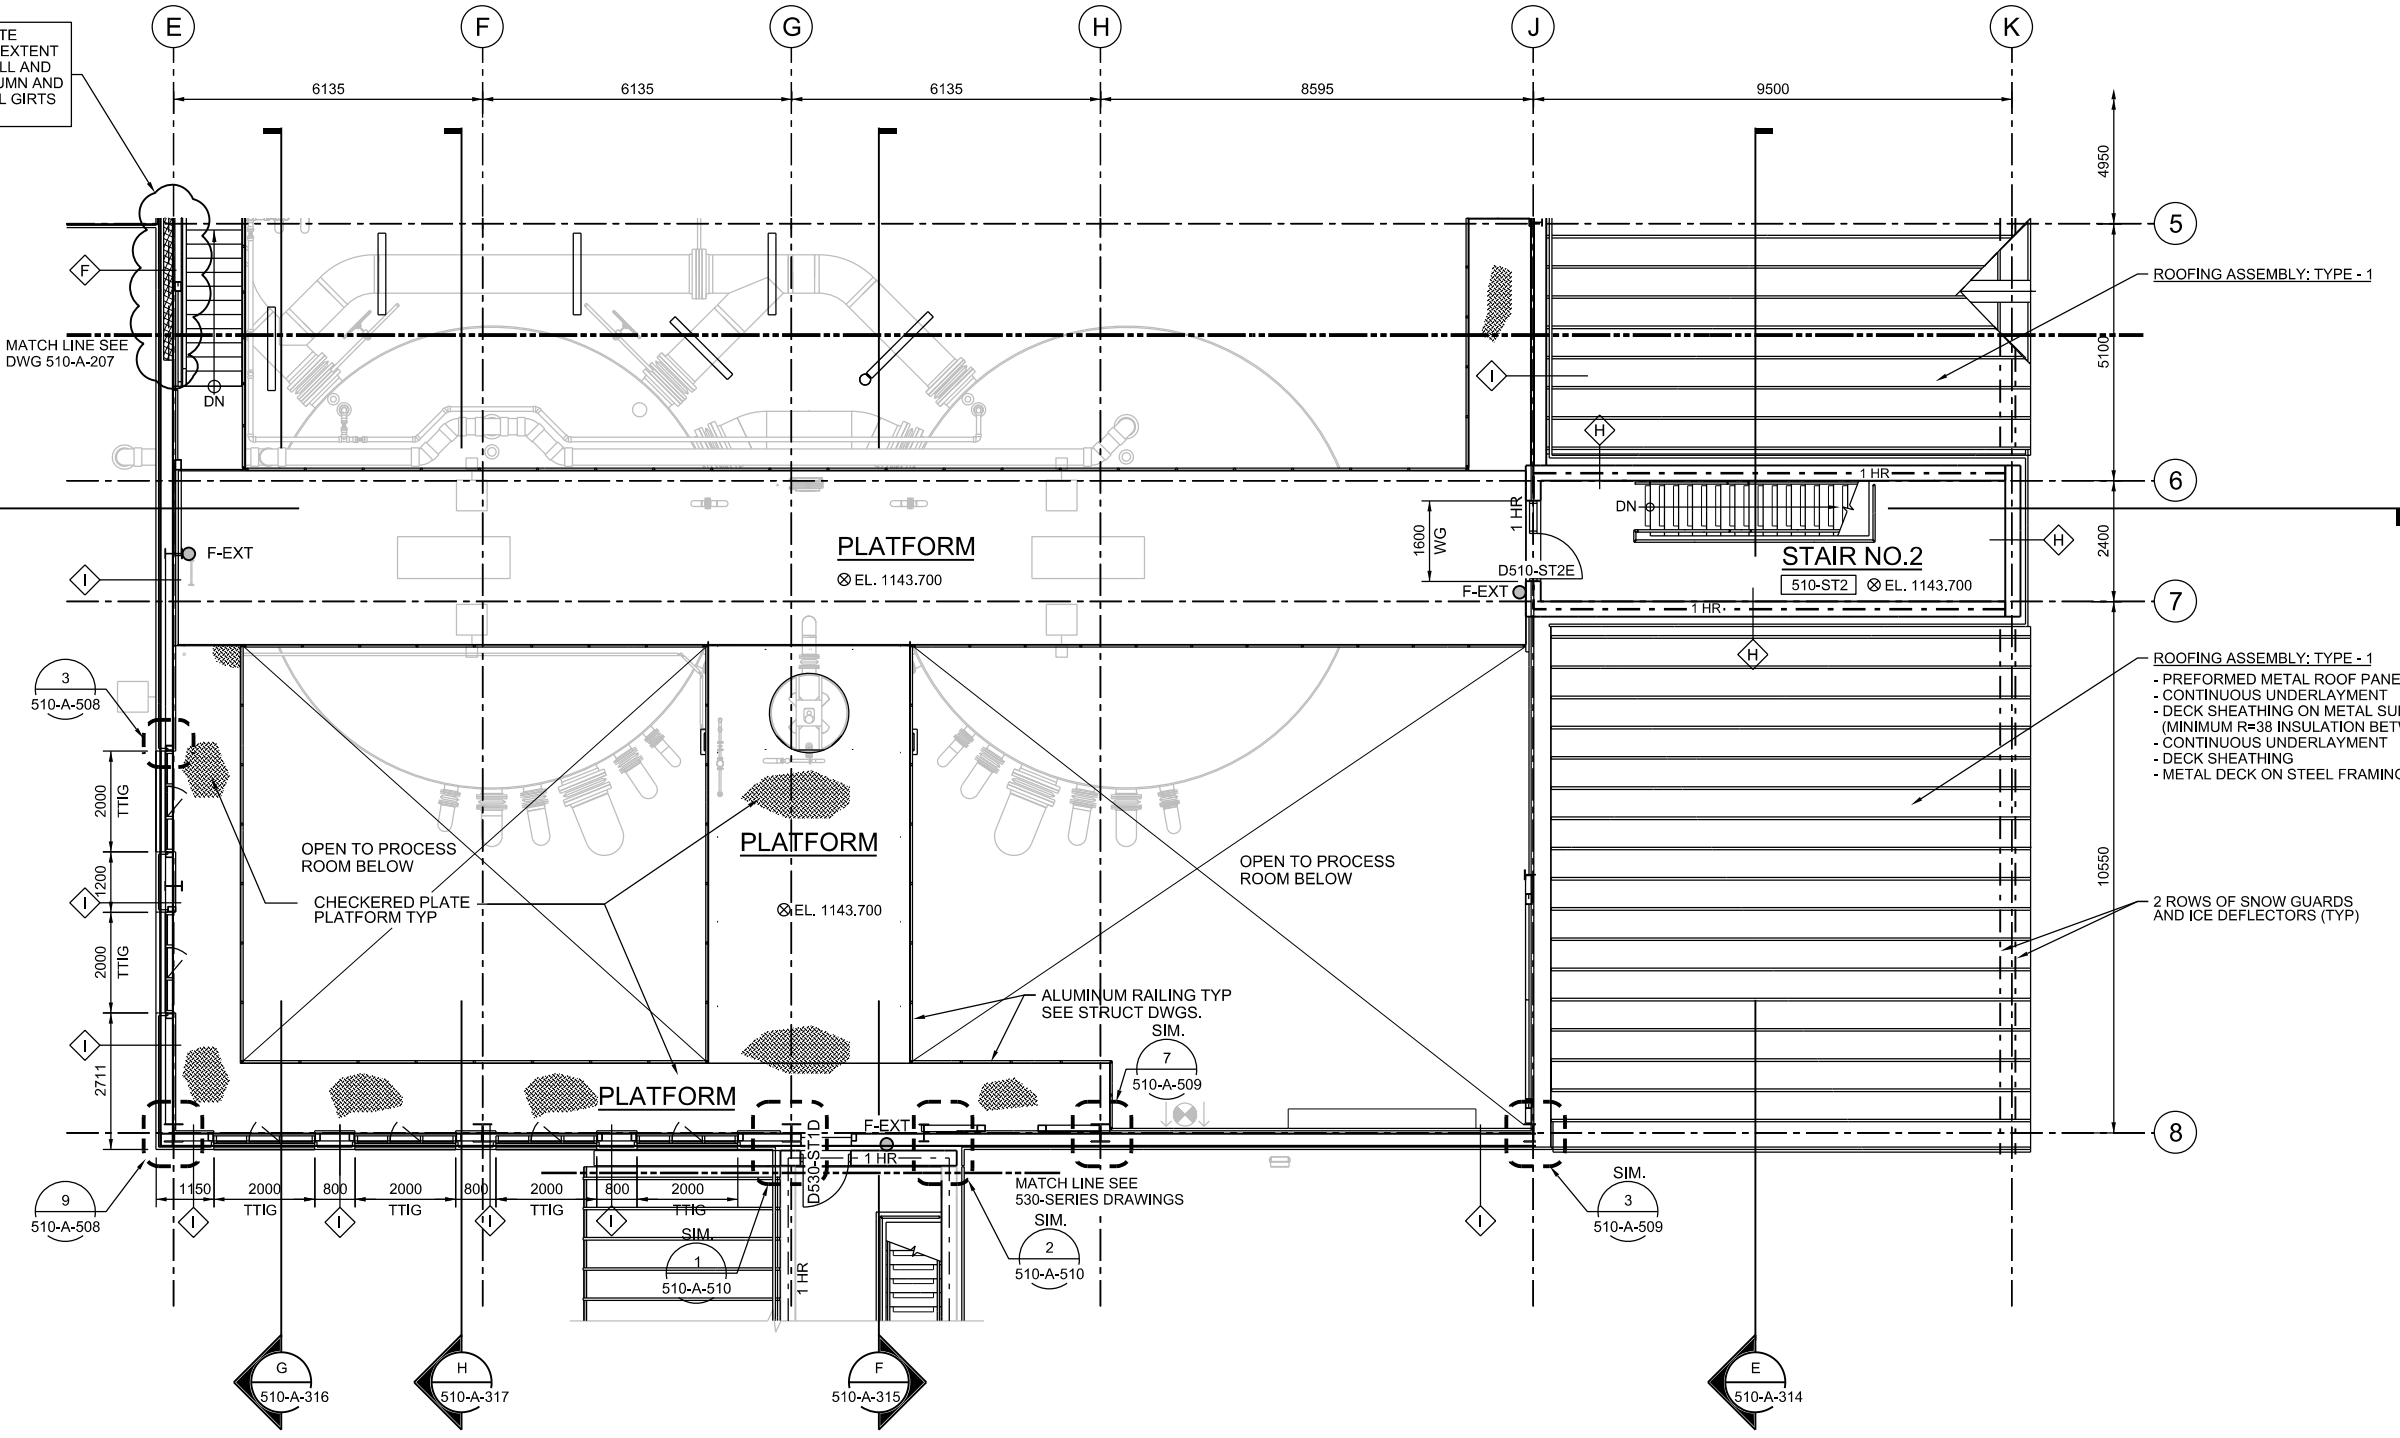 E
F
G
H
J
K
TE
EXTENT
LL AND
UMN AND
L GIRTS
6135
6135
6135
8595
9500
4950
5
F
ROOFING ASSEMBLY: TYPE - 1
MATCH LINE SEE
DWG 510-A-207
5100
I
DN
H
1 HR
6
DN
1 HR
1600
WG
PLATFORM
EL. 1143.700
F-EXT
I
STAIR NO.2
510-ST2
EL. 1143.700
H
2400
D510-ST2E
F-EXT
7
1 HR
H
3
510-A-508
ROOFING ASSEMBLY: TYPE - 1
- PREFORMED METAL ROOF PANE
- CONTINUOUS UNDERLAYMENT
- DECK SHEATHING ON METAL SU
(MINIMUM R=38 INSULATION BET
- CONTINUOUS UNDERLAYMENT
- DECK SHEATHING
- METAL DECK ON STEEL FRAMING
2000
TTIG
OPEN TO PROCESS
ROOM BELOW
PLATFORM
OPEN TO PROCESS
ROOM BELOW
1200
I
CHECKERED PLATE
PLATFORM TYP
EL. 1143.700
10550
2 ROWS OF SNOW GUARDS
AND ICE DEFLECTORS (TYP)
2000
TTIG
ALUMINUM RAILING TYP
SEE STRUCT DWGS.
I
2711
SIM.
7
510-A-509
PLATFORM
F-EXT
D530-ST1D
1 HR
8
9
510-A-508
1150
2000
TTIG
800
2000
TTIG
800
2000
TTIG
800
2000
TTIG
I
I
I
I
I
MATCH LINE SEE
530-SERIES DRAWINGS
SIM.
1
510-A-510
1 HR
SIM.
2
510-A-510
SIM.
3
510-A-509
G
510-A-316
H
510-A-317
F
510-A-315
E
510-A-314